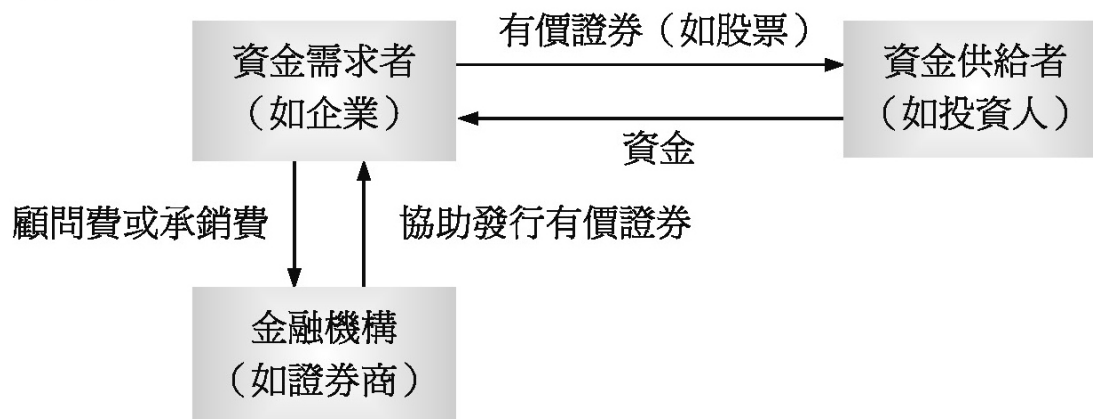 有價證券（如股票）
資金需求者
（如企業）
資金供給者
（如投資人）
資金
顧問費或承銷費
協助發行有價證券
金融機構
（如證券商）